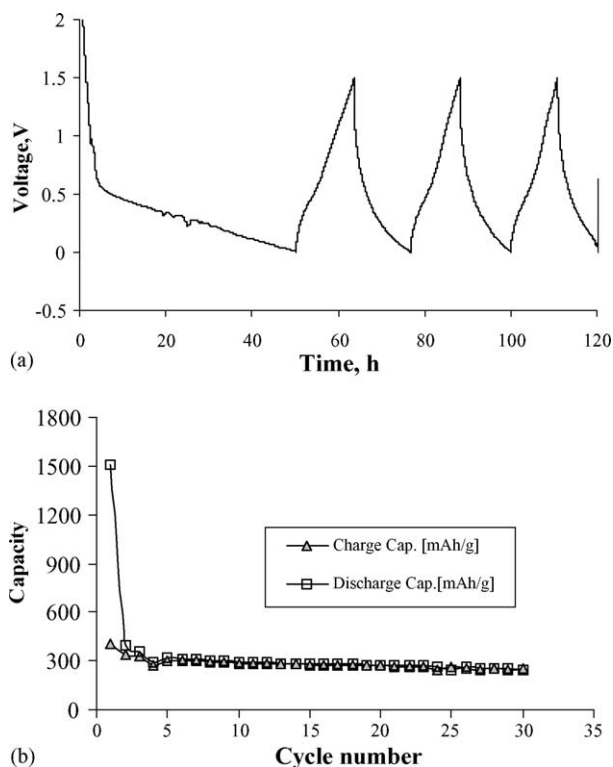 2
1.5
1
0.5
0
-0.5
Voltage,V
0 20 40 60 80 100 120
Time, h
(a)
1800
1500
1200
900
600
300
0
Capacity
Charge Cap. [mAh/g]
Discharge Cap.[mAh/g]
0 5 10 15 20 25 30 35
Cycle number
(b)